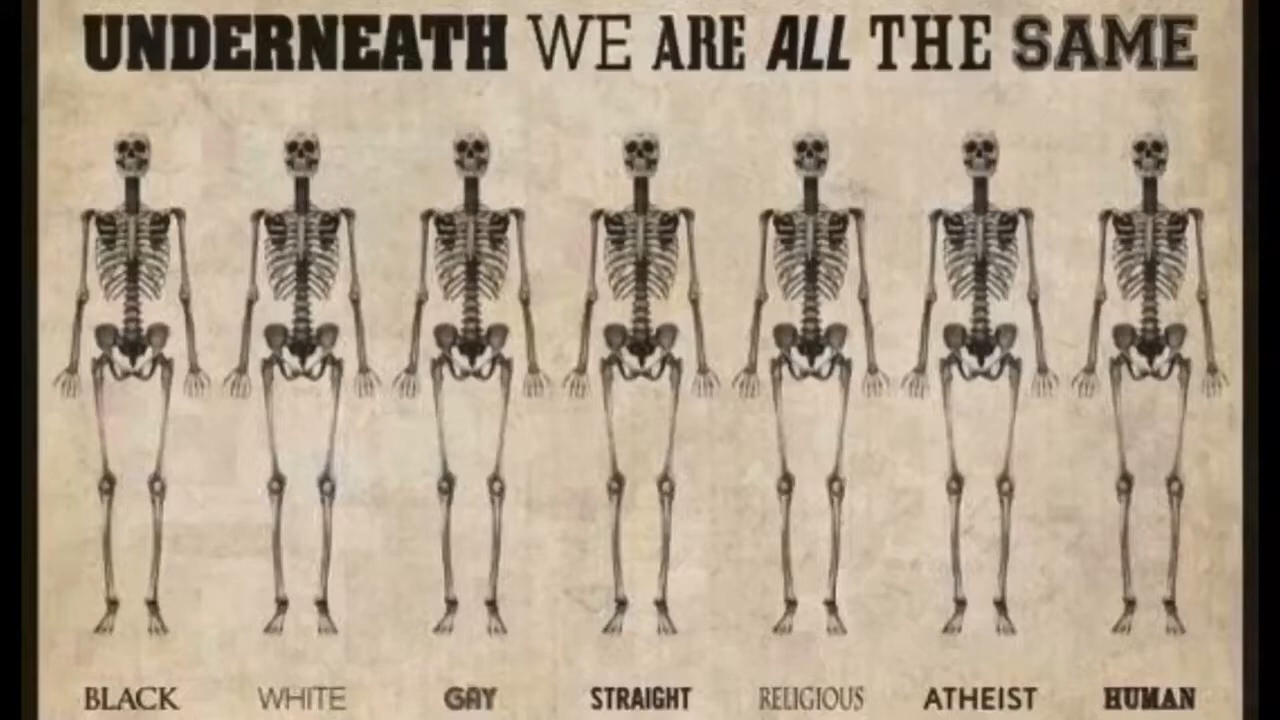 UNDERNEATH WE ARE ALL THE SAME
BLACK WHITE GAY STRAIGHT RELIGIOUS ATHEIST HUMAN